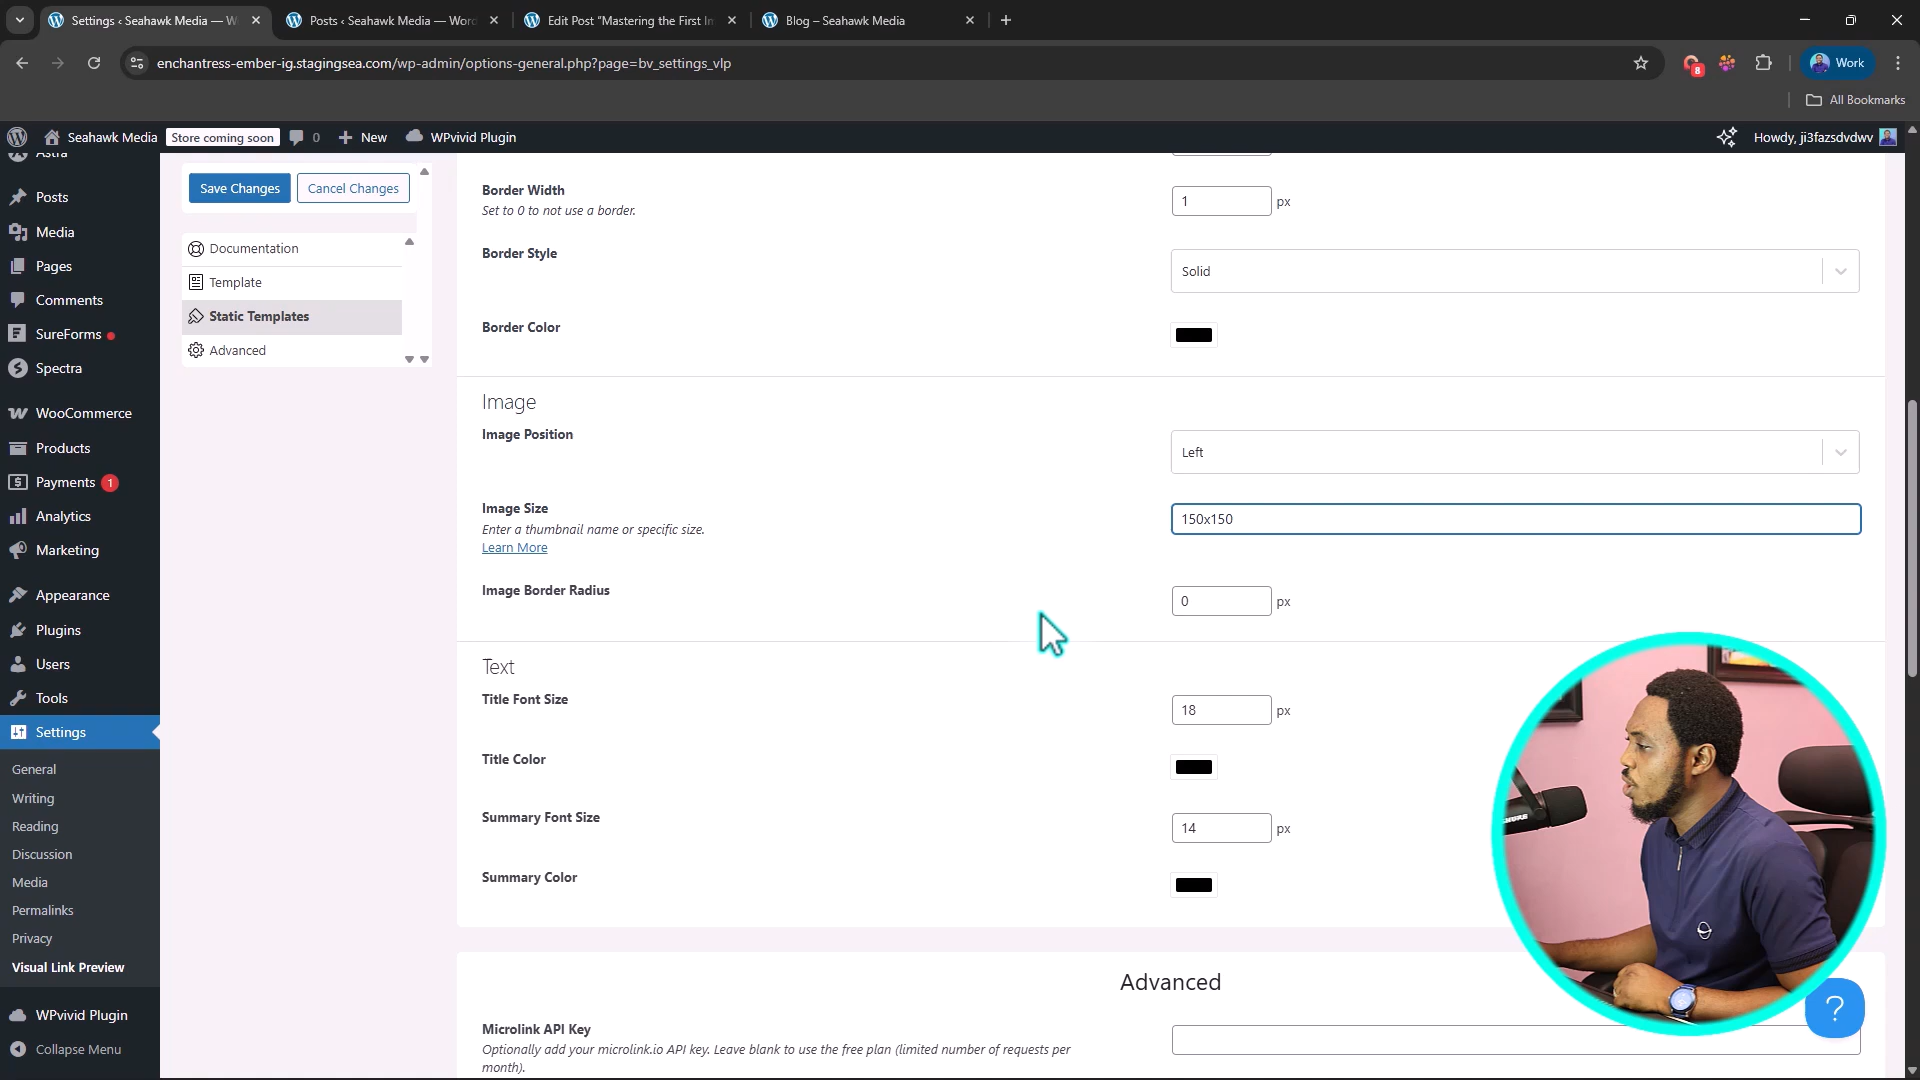 Settings ‹ Seahawk Media — W
Posts ‹ Seahawk Media — Word
Edit Post "Mastering the First In
Blog – Seahawk Media
enchantress-ember-ig.stagingsea.com/wp-admin/options-general.php?page=bv_settings_vlp
8
Work
All Bookmarks
Seahawk Media
Store coming soon
0
New
WPvivid Plugin
Howdy, ji3fazsdvdwv
Astra
Posts
Media
Pages
Comments
SureForms
Spectra
WooCommerce
Products
Payments 1
Analytics
Marketing
Appearance
Plugins
Users
Tools
Settings
General
Writing
Reading
Discussion
Media
Permalinks
Privacy
Visual Link Preview
WPvivid Plugin
Collapse Menu
Save Changes
Cancel Changes
Documentation
Template
Static Templates
Advanced
Border Width
Set to 0 to not use a border.
1 px
Border Style
Solid
Border Color
Image
Image Position
Left
Image Size
Enter a thumbnail name or specific size.
Learn More
150x150
Image Border Radius
0 px
Text
Title Font Size
18 px
Title Color
Summary Font Size
14 px
Summary Color
Advanced
Microlink API Key
Optionally add your microlink.io API key. Leave blank to use the free plan (limited number of requests per
month).
SHURE
?